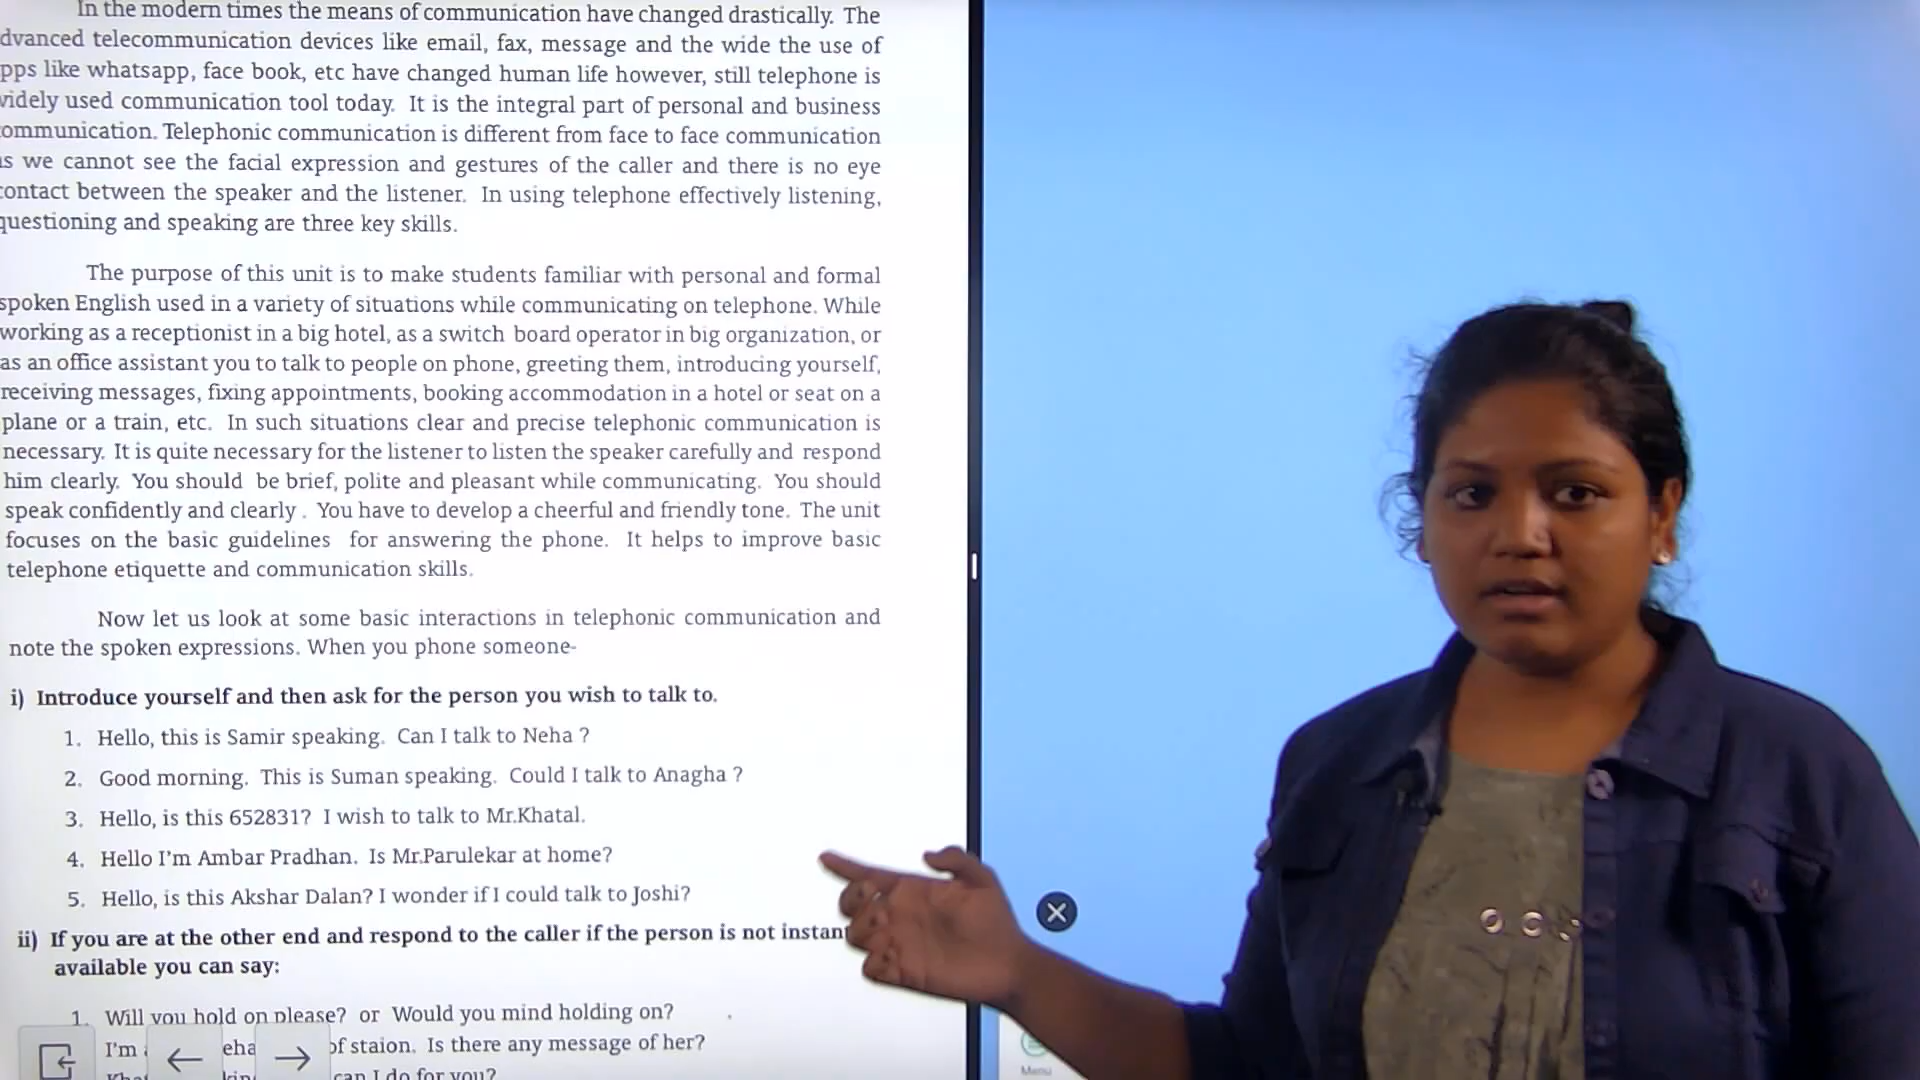 In the modern times the means of communication have changed drastically. The
dvanced telecommunication devices like email, fax, message and the wide the use of
pps like whatsapp, face book, etc have changed human life however, still telephone is
videly used communication tool today. It is the integral part of personal and business
ommunication. Telephonic communication is different from face to face communication
as we cannot see the facial expression and gestures of the caller and there is no eye
contact between the speaker and the listener. In using telephone effectively listening,
questioning and speaking are three key skills.
The purpose of this unit is to make students familiar with personal and formal
spoken English used in a variety of situations while communicating on telephone. While
working as a receptionist in a big hotel, as a switch board operator in big organization, or
as an office assistant you to talk to people on phone, greeting them, introducing yourself,
receiving messages, fixing appointments, booking accommodation in a hotel or seat on a
plane or a train, etc. In such situations clear and precise telephonic communication is
necessary. It is quite necessary for the listener to listen the speaker carefully and respond
him clearly. You should be brief, polite and pleasant while communicating. You should
speak confidently and clearly . You have to develop a cheerful and friendly tone. The unit
focuses on the basic guidelines for answering the phone. It helps to improve basic
telephone etiquette and communication skills.
Now let us look at some basic interactions in telephonic communication and
note the spoken expressions. When you phone someone-
i) Introduce yourself and then ask for the person you wish to talk to.
1. Hello, this is Samir speaking. Can I talk to Neha ?
2. Good morning. This is Suman speaking. Could I talk to Anagha ?
3. Hello, is this 652831? I wish to talk to Mr.Khatal.
4. Hello I'm Ambar Pradhan. Is Mr.Parulekar at home?
5. Hello, is this Akshar Dalan? I wonder if I could talk to Joshi?
ii) If you are at the other end and respond to the caller if the person is not instan
available you can say:
1. Will you hold on please? or Would you mind holding on?
I'm of staion. Is there any message of her?
can I do for you?
Menu